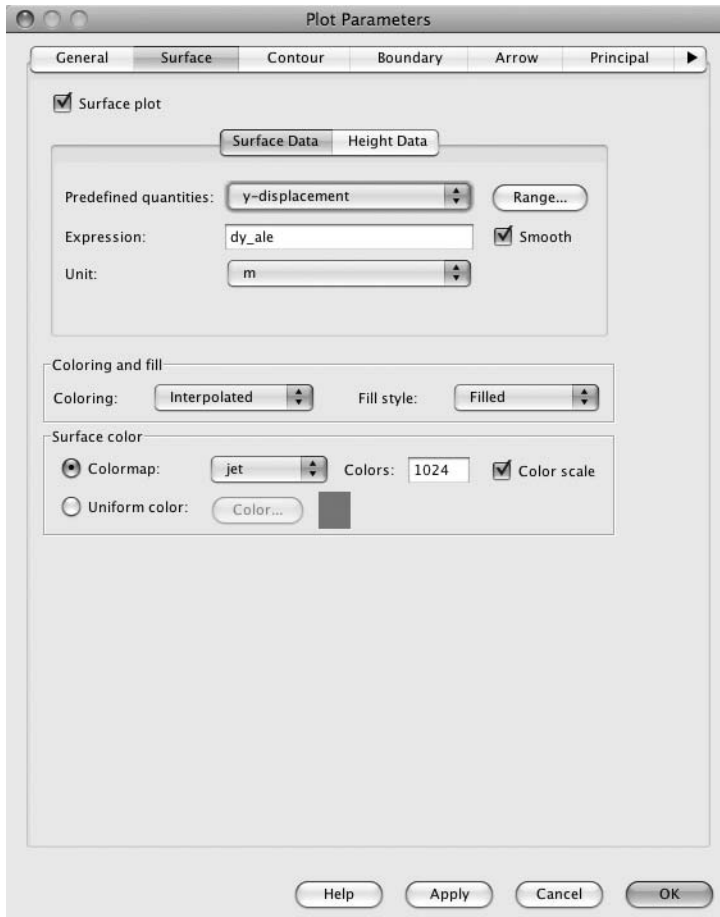 Plot Parameters
General Surface Contour Boundary Arrow Principal
Surface plot
Surface Data Height Data
Predefined quantities: y-displacement Range...
Expression: dy_ale Smooth
Unit: m
Coloring and fill
Coloring: Interpolated Fill style: Filled
Surface color
Colormap: jet Colors: 1024 Color scale
Uniform color: Color...
Help Apply Cancel OK